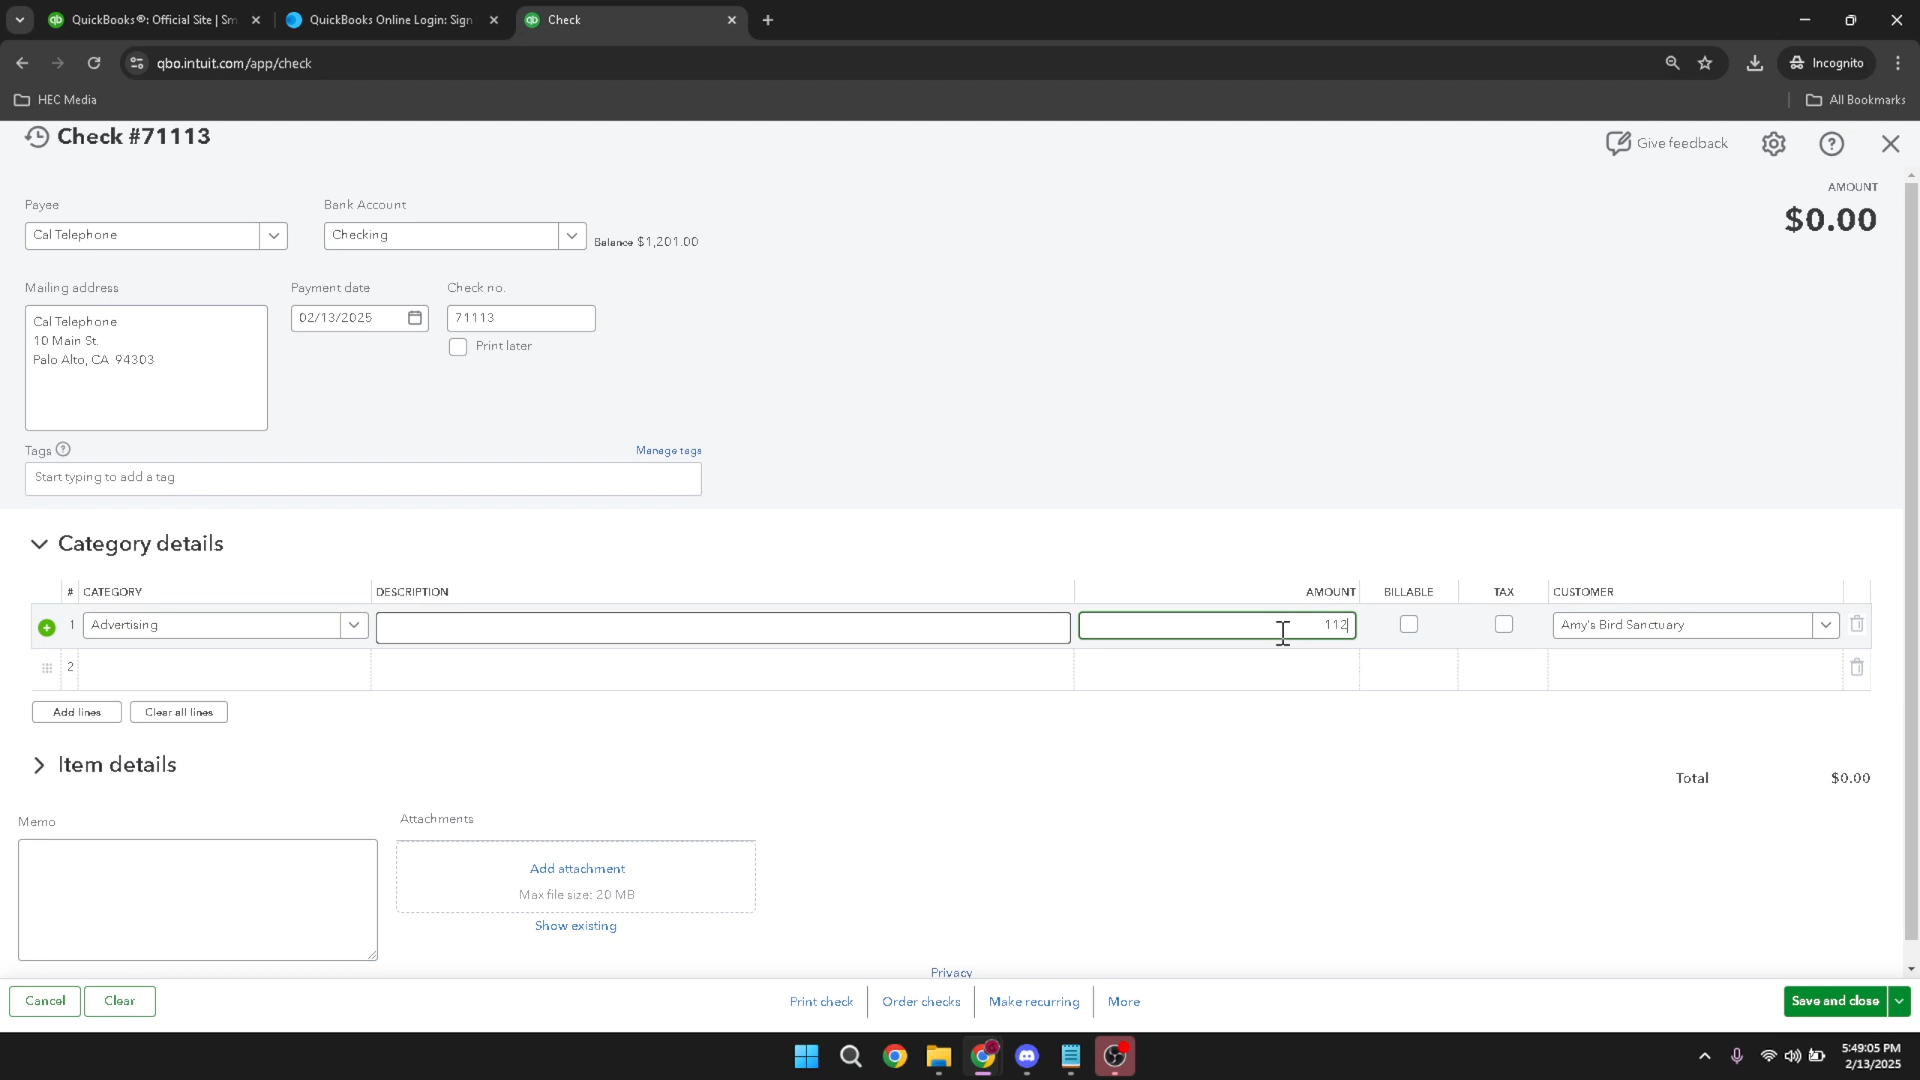 QuickBooks®: Official Site | Sm
QuickBooks Online Login: Sign
Check
qbo.intuit.com/app/check
Incognito
HEC Media
All Bookmarks
Check #71113
Give feedback
Payee
Bank Account
AMOUNT
$0.00
Cal Telephone
Checking
Balance $1,201.00
Mailing address
Payment date
Check no.
Cal Telephone
10 Main St.
Palo Alto, CA 94303
02/13/2025
71113
Print later
Tags
Manage tags
Start typing to add a tag
Category details
# CATEGORY DESCRIPTION AMOUNT BILLABLE TAX CUSTOMER
1 Advertising 112 Amy's Bird Sanctuary
2
Add lines
Clear all lines
Item details
Total $0.00
Memo
Attachments
Add attachment
Max file size: 20 MB
Show existing
Privacy
Cancel
Clear
Print check
Order checks
Make recurring
More
Save and close
5:49:05 PM
2/13/2025